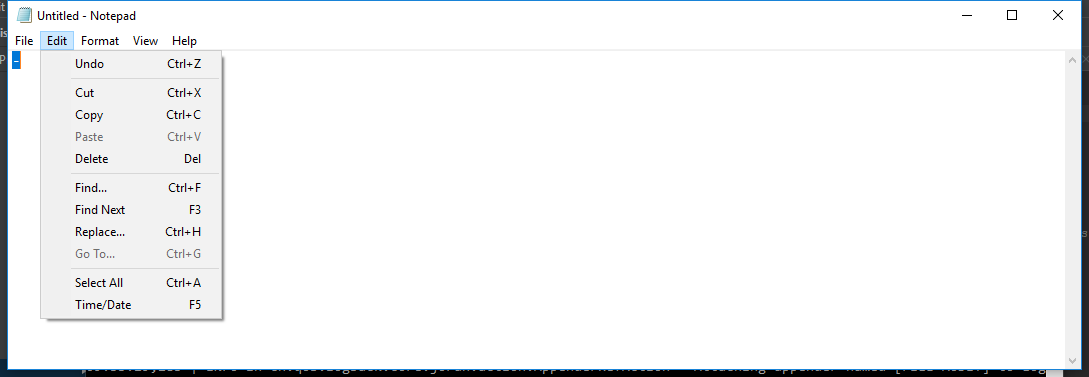 Untitled - Notepad
File Edit Format View Help
-
Undo Ctrl+Z
Cut Ctrl+X
Copy Ctrl+C
Paste Ctrl+V
Delete Del
Find... Ctrl+F
Find Next F3
Replace... Ctrl+H
Go To... Ctrl+G
Select All Ctrl+A
Time/Date F5